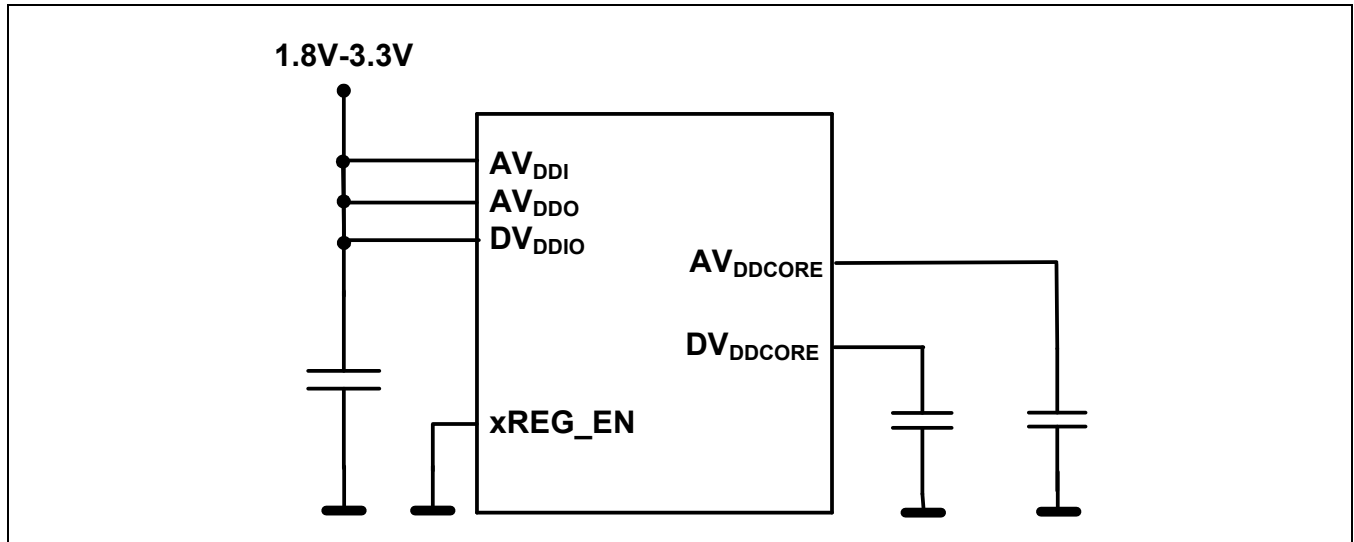 1.8V-3.3V
AVDDI
AVDDO
DVDDIO
AVDDCORE
DVDDCORE
xREG_EN